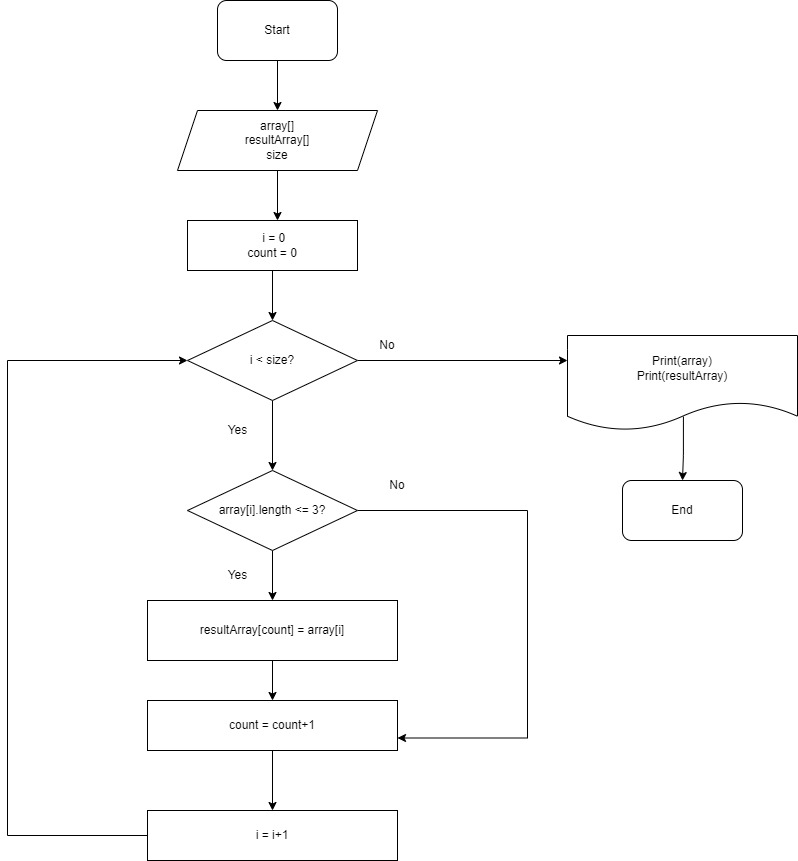 Start
array[]
resultArray[]
size
i = 0
count = 0
i < size?
No
Print(array)
Print(resultArray)
Yes
array[i].length <= 3?
No
End
Yes
resultArray[count] = array[i]
count = count+1
i = i+1